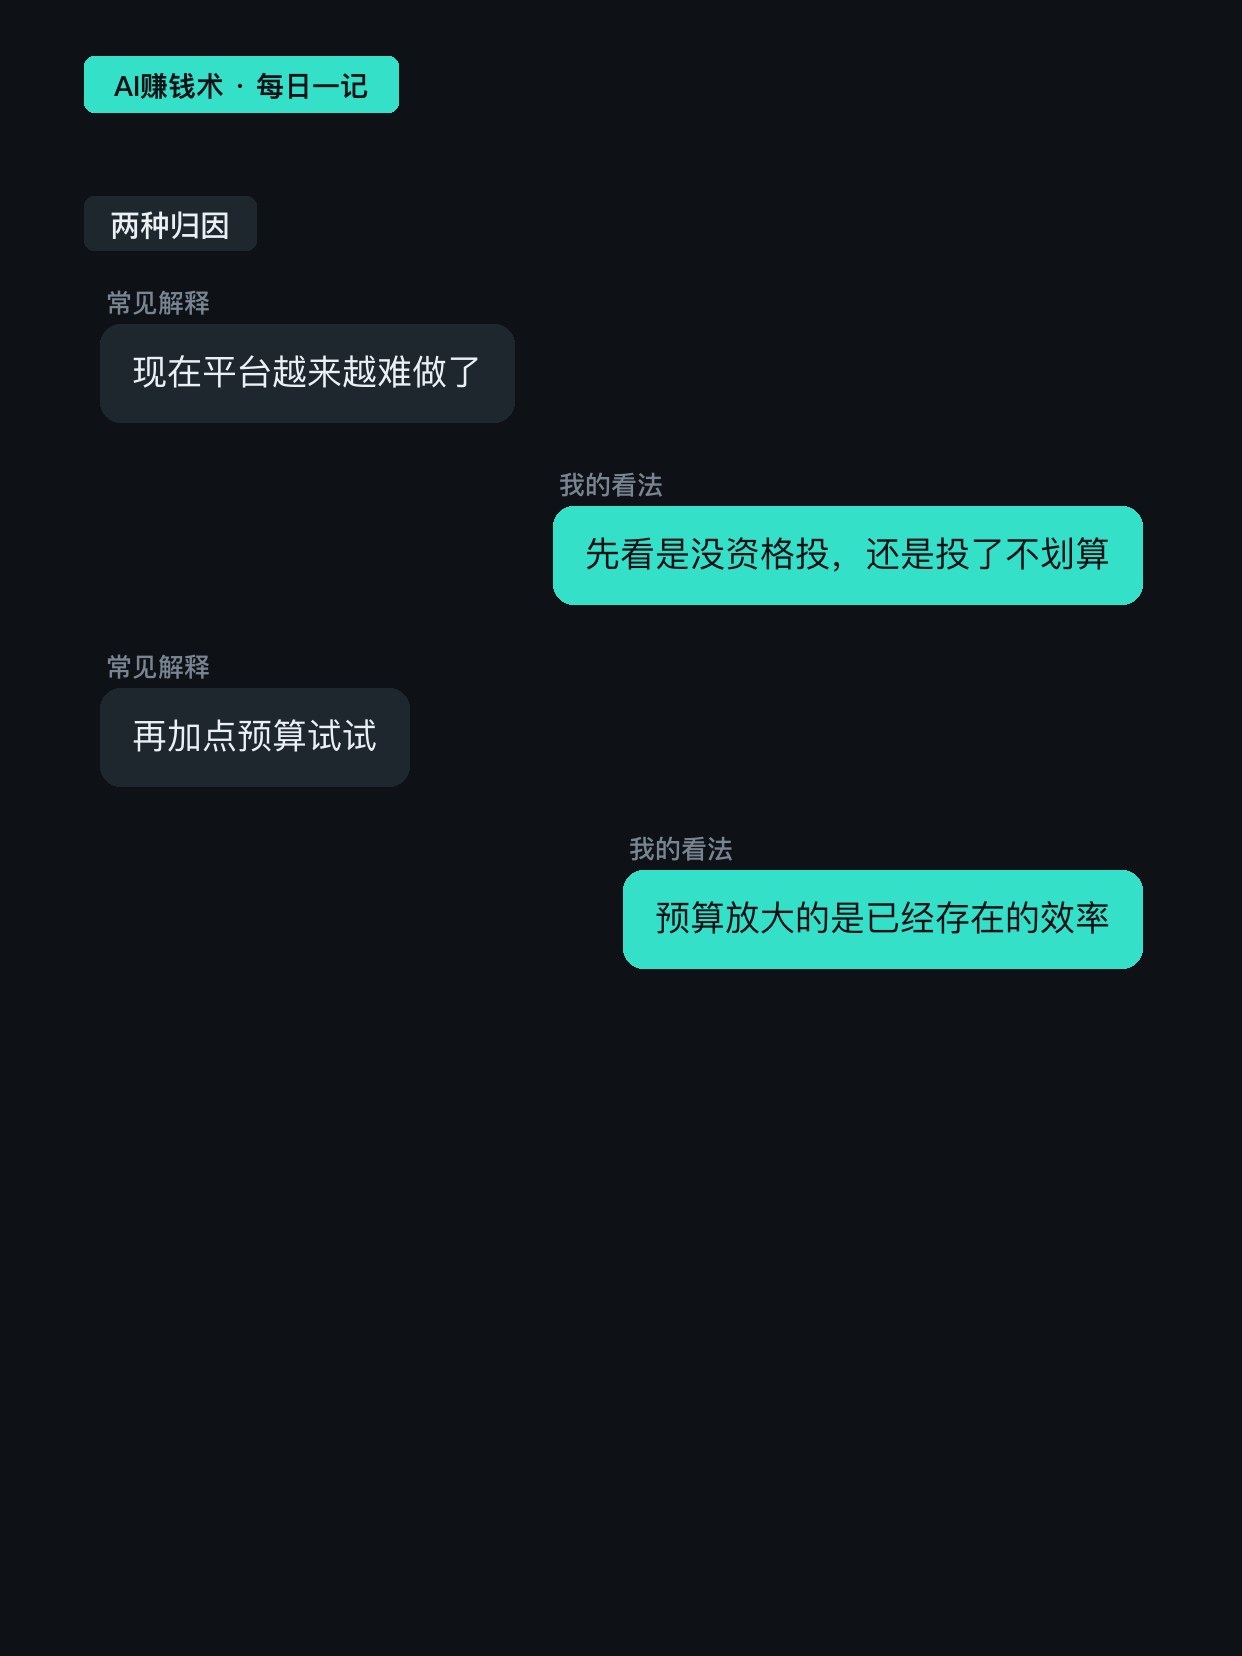 AI赚钱术 · 每日一记
两种归因
常见解释
现在平台越来越难做了
我的看法
先看是没资格投，还是投了不划算
常见解释
再加点预算试试
我的看法
预算放大的是已经存在的效率